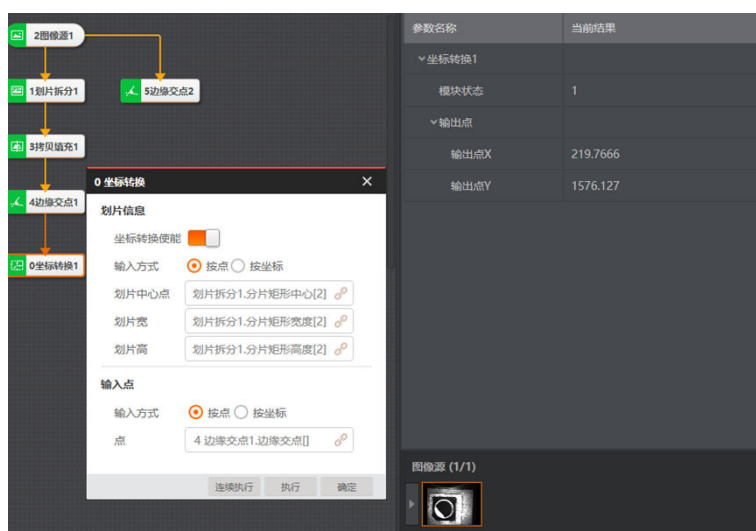 2图像源1
1划片拆分1
5边缘交点2
3拷贝填充1
4边缘交点1
0坐标转换1
0 坐标转换
划片信息
坐标转换使能
输入方式 按点 按坐标
划片中心点 划片拆分1.分片矩形中心[2]
划片宽 划片拆分1.分片矩形宽度[2]
划片高 划片拆分1.分片矩形高度[2]
输入点
输入方式 按点 按坐标
点 4 边缘交点1.边缘交点[]
连续执行 执行 确定
参数名称 当前结果
坐标转换1
模块状态 1
输出点
输出点X 219.7666
输出点Y 1576.127
图像源 (1/1)